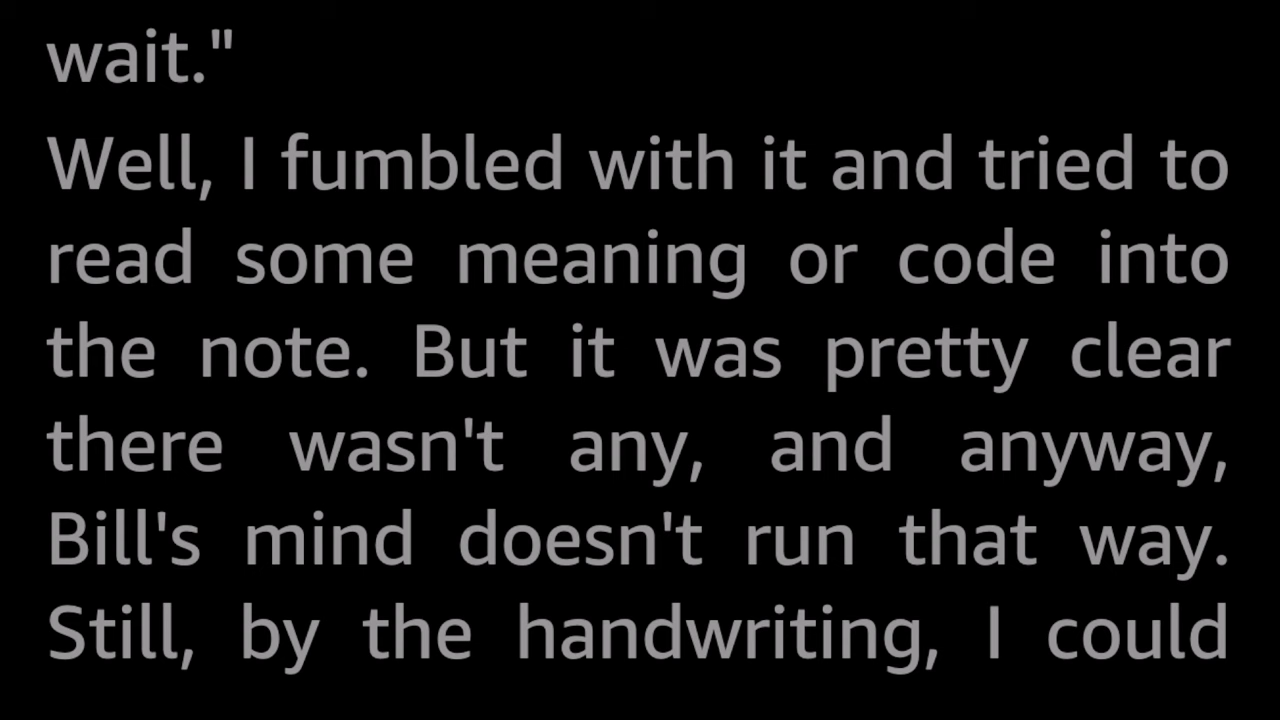 wait."
Well, I fumbled with it and tried to
read some meaning or code into
the note. But it was pretty clear
there wasn't any, and anyway,
Bill's mind doesn't run that way.
Still, by the handwriting, I could